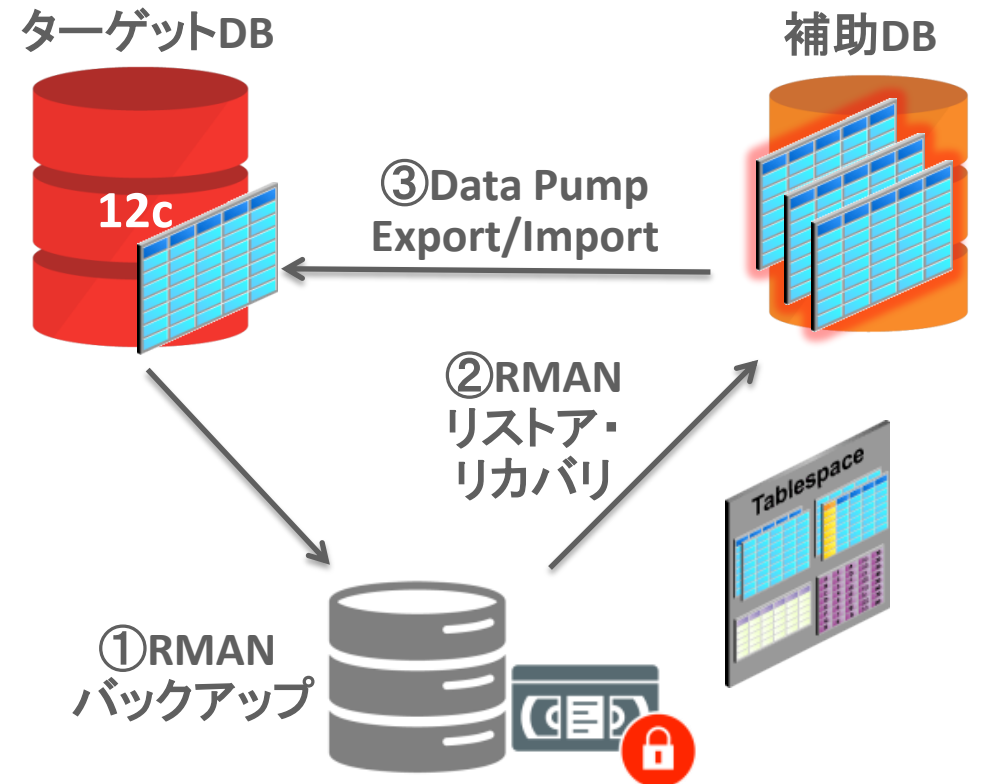 ターゲットDB
補助DB
12c
③Data Pump
Export/Import
②RMAN
リストア・
リカバリ
Tablespace
①RMAN
バックアップ